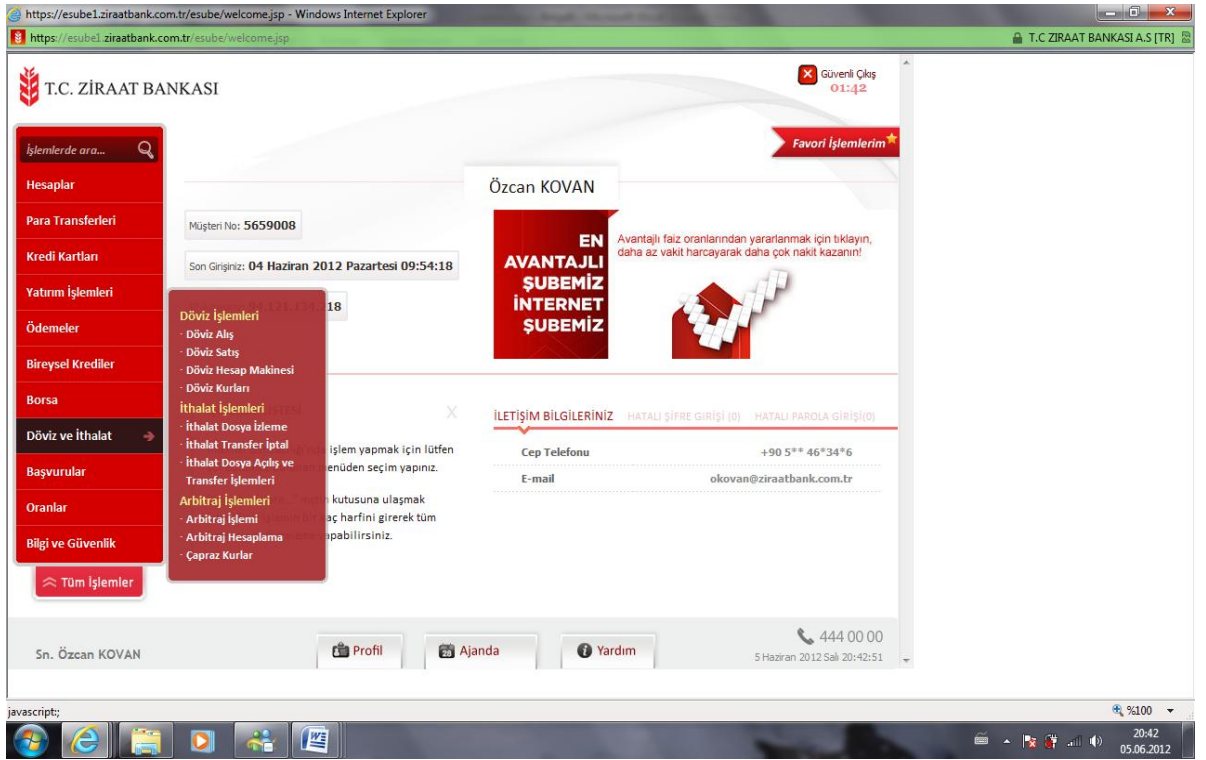 https://esube1.ziraatbank.com.tr/esube/welcome.jsp - Windows Internet Explorer
https://esube1.ziraatbank.com.tr/esube/welcome.jsp
T.C ZIRAAT BANKASI A.S [TR]
T.C. ZİRAAT BANKASI
Güvenli Çıkış
01:42
Favori İşlemlerim
İşlemlerde ara...
Hesaplar
Para Transferleri
Kredi Kartları
Yatırım İşlemleri
Ödemeler
Bireysel Krediler
Borsa
Döviz ve İthalat
Başvurular
Oranlar
Bilgi ve Güvenlik
Tüm İşlemler
Özcan KOVAN
Müşteri No: 5659008
Son Girişiniz: 04 Haziran 2012 Pazartesi 09:54:18
18
Döviz İşlemleri
· Döviz Alış
· Döviz Satış
· Döviz Hesap Makinesi
· Döviz Kurları
İthalat İşlemleri
· İthalat Dosya İzleme
· İthalat Transfer İptal
· İthalat Dosya Açılış ve
Transfer İşlemleri
Arbitraj İşlemleri
· Arbitraj İşlemi
· Arbitraj Hesaplama
· Çapraz Kurlar
X
işlem yapmak için lütfen
menüden seçim yapınız.
kutusuna ulaşmak
kaç harfini girerek tüm
yapabilirsiniz.
EN
AVANTAJLI
ŞUBEMİZ
İNTERNET
ŞUBEMİZ
Avantajlı faiz oranlarından yararlanmak için tıklayın,
daha az vakit harcayarak daha çok nakit kazanın!
İLETİŞİM BİLGİLERİNİZ HATALI ŞİFRE GİRİŞİ (0) HATALI PAROLA GİRİŞİ(0)
Cep Telefonu +90 5** 46*34*6
E-mail okovan@ziraatbank.com.tr
Sn. Özcan KOVAN
Profil
Ajanda
Yardım
444 00 00
5 Haziran 2012 Salı 20:42:51
javascript:;
%100
20:42
05.06.2012